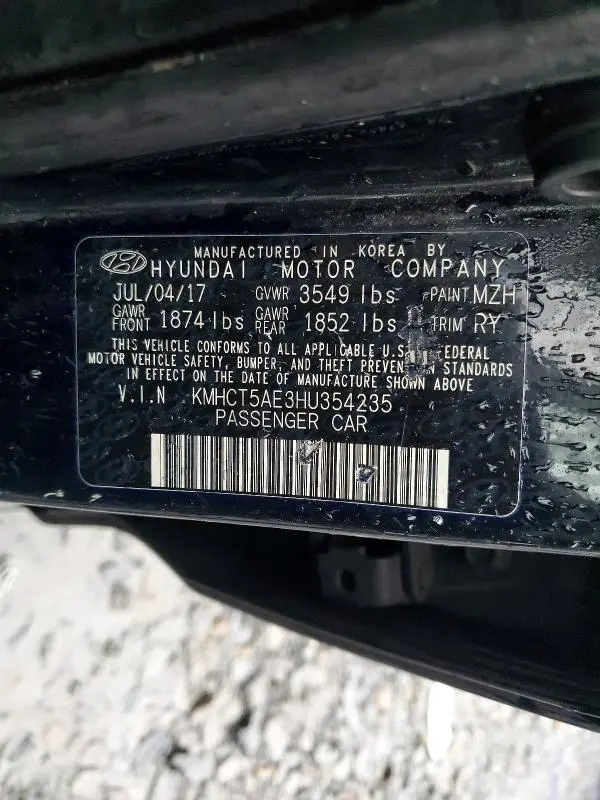 MANUFACTURED IN KOREA BY
HYUNDAI MOTOR COMPANY
JUL/04/17 GVWR 3549 lbs PAINT MZH
GAWR FRONT 1874 lbs GAWR REAR 1852 lbs TRIM RY
THIS VEHICLE CONFORMS TO ALL APPLICABLE U.S. FEDERAL
MOTOR VEHICLE SAFETY, BUMPER, AND THEFT PREVENTION STANDARDS
IN EFFECT ON THE DATE OF MANUFACTURE SHOWN ABOVE
V.I.N KMHCT5AE3HU354235
PASSENGER CAR